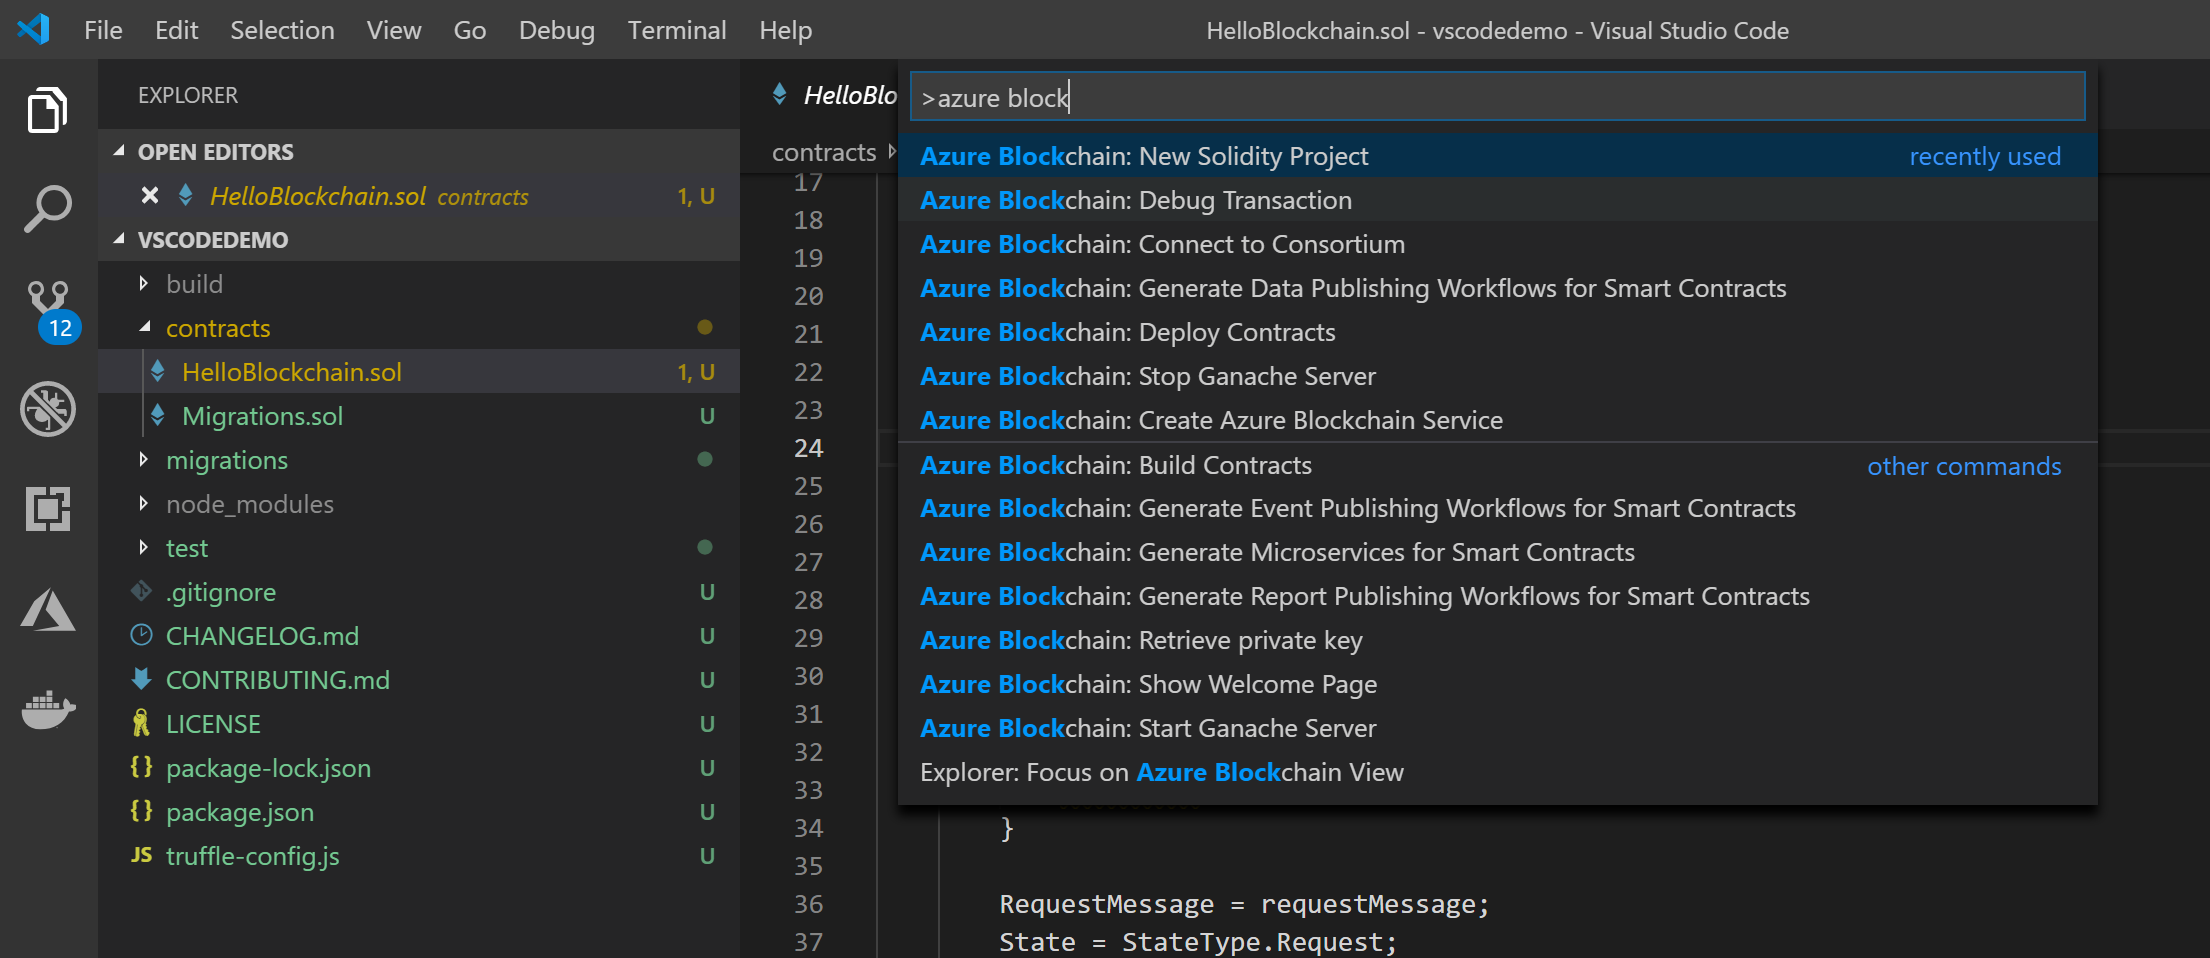 File Edit Selection View Go Debug Terminal Help
HelloBlockchain.sol - vscodedemo - Visual Studio Code
EXPLORER
OPEN EDITORS
HelloBlockchain.sol contracts 1, U
VSCODEDEMO
build
contracts
HelloBlockchain.sol 1, U
Migrations.sol U
migrations
node_modules
test
.gitignore U
CHANGELOG.md U
CONTRIBUTING.md U
LICENSE U
{} package-lock.json U
{} package.json U
JS truffle-config.js U
12
HelloBlo
contracts
>azure block
Azure Blockchain: New Solidity Project recently used
Azure Blockchain: Debug Transaction
Azure Blockchain: Connect to Consortium
Azure Blockchain: Generate Data Publishing Workflows for Smart Contracts
Azure Blockchain: Deploy Contracts
Azure Blockchain: Stop Ganache Server
Azure Blockchain: Create Azure Blockchain Service
Azure Blockchain: Build Contracts other commands
Azure Blockchain: Generate Event Publishing Workflows for Smart Contracts
Azure Blockchain: Generate Microservices for Smart Contracts
Azure Blockchain: Generate Report Publishing Workflows for Smart Contracts
Azure Blockchain: Retrieve private key
Azure Blockchain: Show Welcome Page
Azure Blockchain: Start Ganache Server
Explorer: Focus on Azure Blockchain View
17
18
19
20
21
22
23
24
25
26
27
28
29
30
31
32
33
34 }
35
36 RequestMessage = requestMessage;
37 State = StateType.Request;